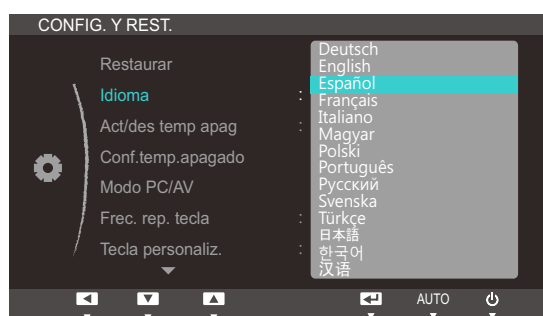 CONFIG. Y REST.
Restaurar
Idioma :
Act/des temp apag :
Conf.temp.apagado
Modo PC/AV
Frec. rep. tecla :
Tecla personaliz. :
Deutsch
English
Español
Français
Italiano
Magyar
Polski
Português
Русский
Svenska
Türkçe
日本語
한국어
汉语
AUTO